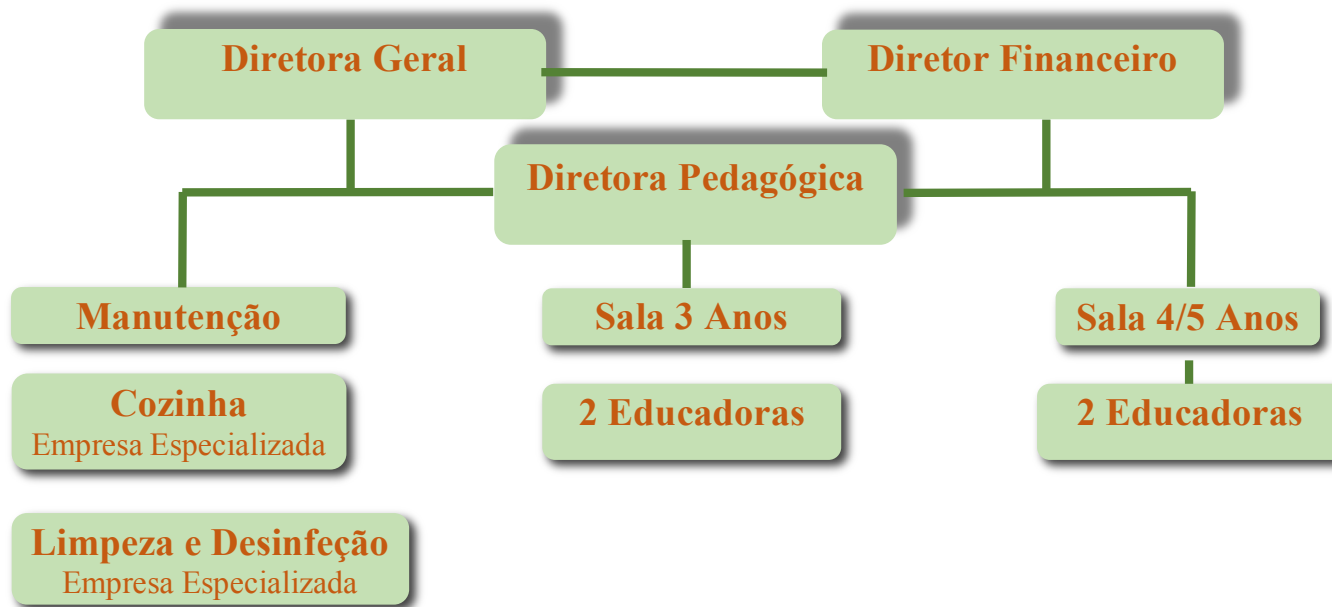 Diretora Geral
Diretor Financeiro
Diretora Pedagógica
Manutenção
Sala 3 Anos
Sala 4/5 Anos
Cozinha
Empresa Especializada
2 Educadoras
2 Educadoras
Limpeza e Desinfeção
Empresa Especializada